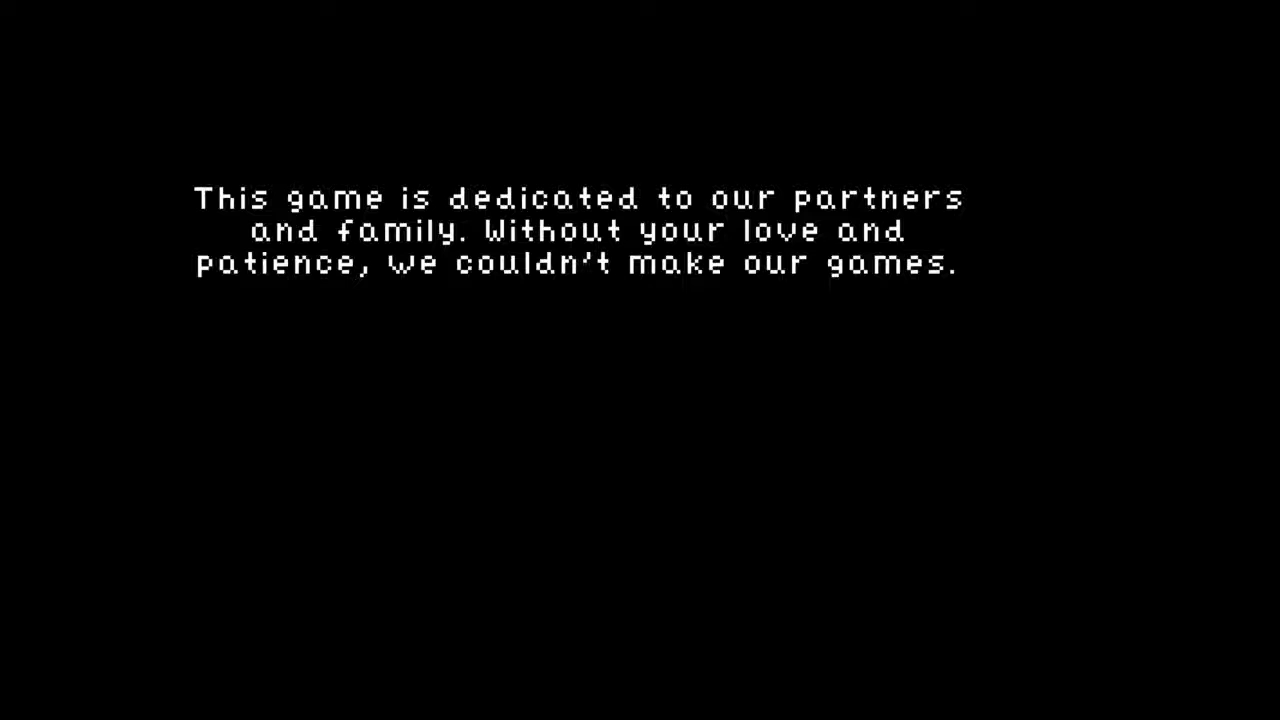 This game is dedicated to our partners
and family. Without your love and
patience, we couldn't make our games.